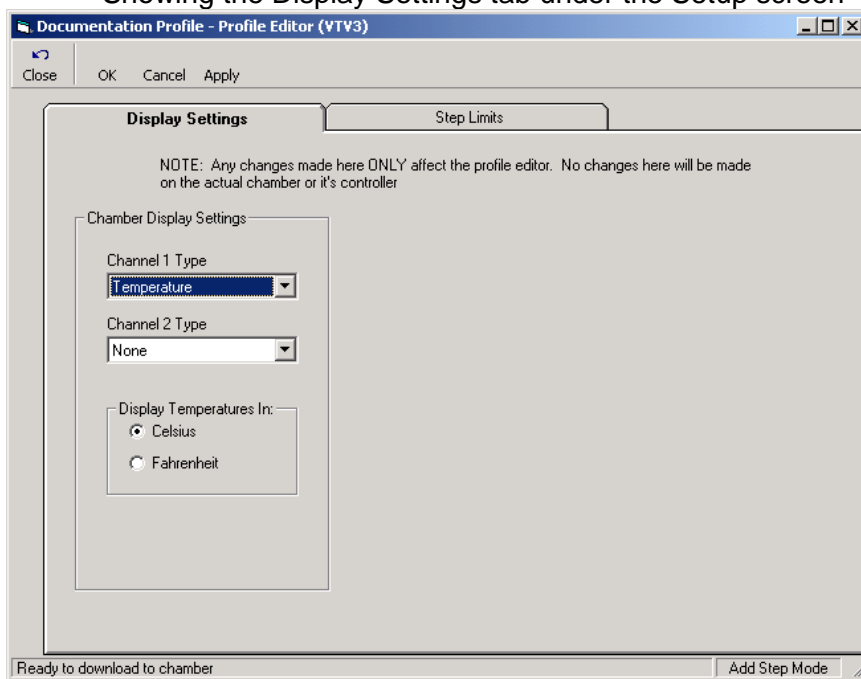 Showing the Display Settings tab under the Setup screen
Documentation Profile - Profile Editor (VTV3)
Close OK Cancel Apply
Display Settings Step Limits
NOTE: Any changes made here ONLY affect the profile editor. No changes here will be made
on the actual chamber or it's controller
Chamber Display Settings
Channel 1 Type
Temperature
Channel 2 Type
None
Display Temperatures In:
Celsius
Fahrenheit
Ready to download to chamber Add Step Mode